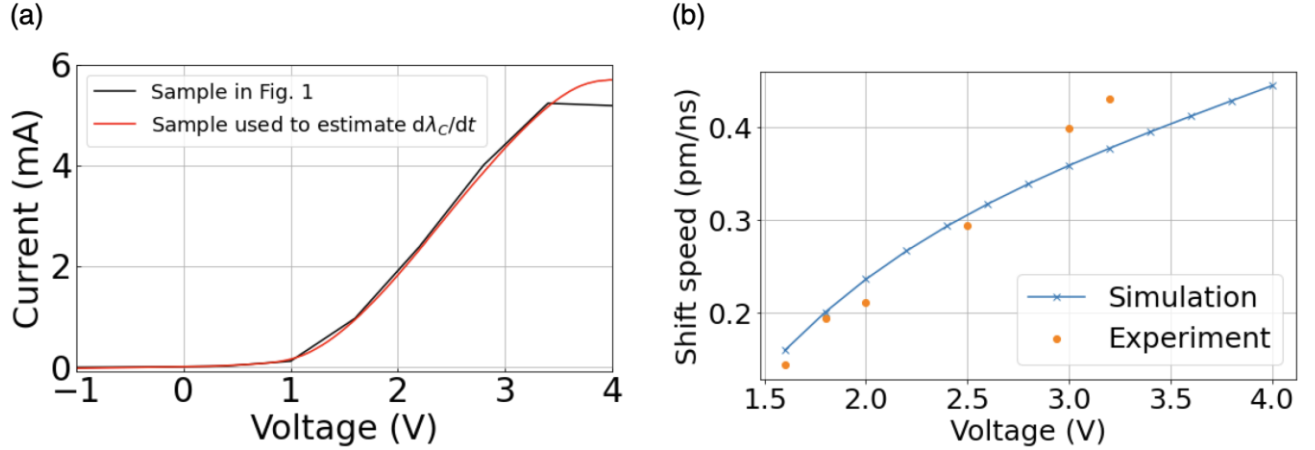 (a)
6
4
2
0
Current (mA)
−1
0
1
2
3
4
Voltage (V)
Sample in Fig. 1
Sample used to estimate dλ_C/dt
(b)
0.4
0.3
0.2
Shift speed (pm/ns)
1.5
2.0
2.5
3.0
3.5
4.0
Voltage (V)
Simulation
Experiment